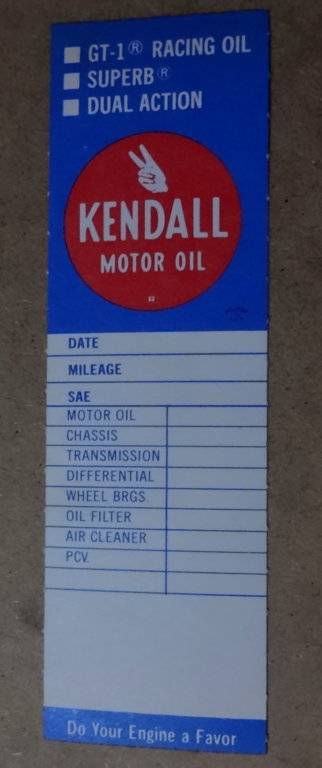 GT-1® RACING OIL
SUPERB®
DUAL ACTION
KENDALL
MOTOR OIL
DATE
MILEAGE
SAE
MOTOR OIL
CHASSIS
TRANSMISSION
DIFFERENTIAL
WHEEL BRGS
OIL FILTER
AIR CLEANER
PCV.
Do Your Engine a Favor